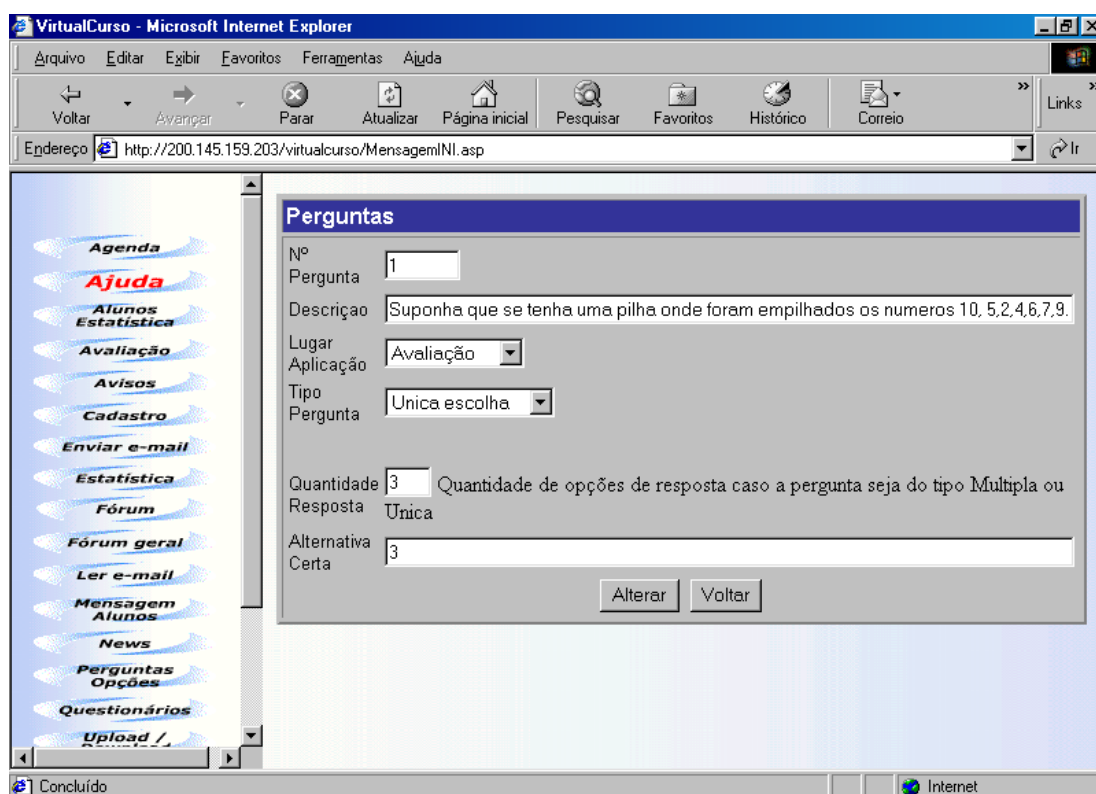 VirtualCurso - Microsoft Internet Explorer
Arquivo Editar Exibir Favoritos Ferramentas Ajuda
Voltar Avançar Parar Atualizar Página inicial Pesquisar Favoritos Histórico Correio » Links »
Endereço http://200.145.159.203/virtualcurso/MensagemINI.asp Ir
Agenda
Ajuda
Alunos
Estatística
Avaliação
Avisos
Cadastro
Enviar e-mail
Estatística
Fórum
Fórum geral
Ler e-mail
Mensagem
Alunos
News
Perguntas
Opções
Questionários
Upload /
Download
Perguntas
Nº
Pergunta 1
Descriçao Suponha que se tenha uma pilha onde foram empilhados os numeros 10, 5,2,4,6,7,9.
Lugar
Aplicação Avaliação
Tipo
Pergunta Unica escolha
Quantidade 3 Quantidade de opções de resposta caso a pergunta seja do tipo Multipla ou
Resposta Unica
Alternativa
Certa 3
Alterar Voltar
Concluído Internet